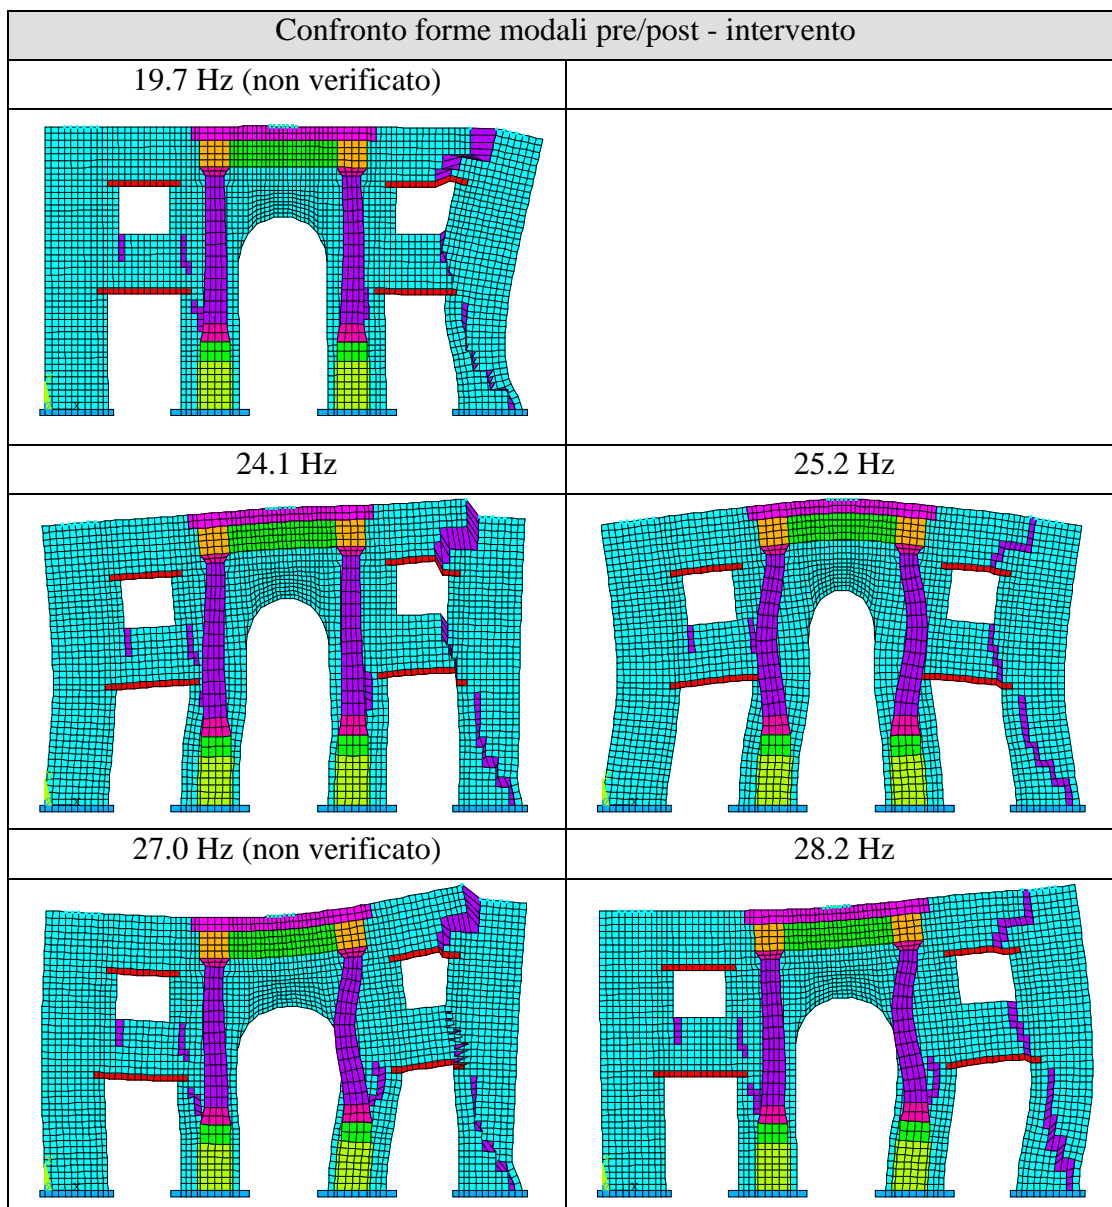 Confronto forme modali pre/post - intervento
19.7 Hz (non verificato)
24.1 Hz
25.2 Hz
27.0 Hz (non verificato)
28.2 Hz